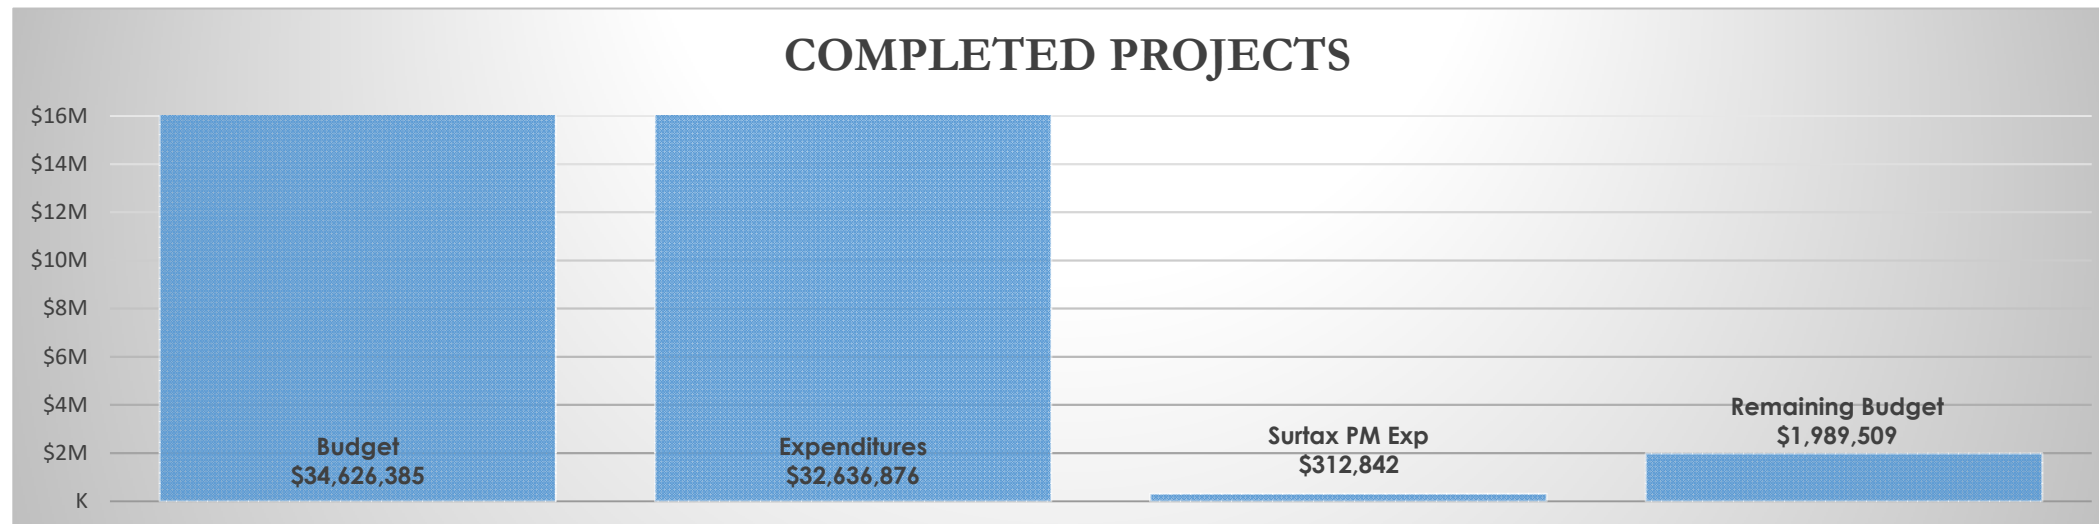 COMPLETED PROJECTS
$16M
$14M
$12M
$10M
$8M
$6M
$4M
$2M
K
Budget
$34,626,385
Expenditures
$32,636,876
Surtax PM Exp
$312,842
Remaining Budget
$1,989,509